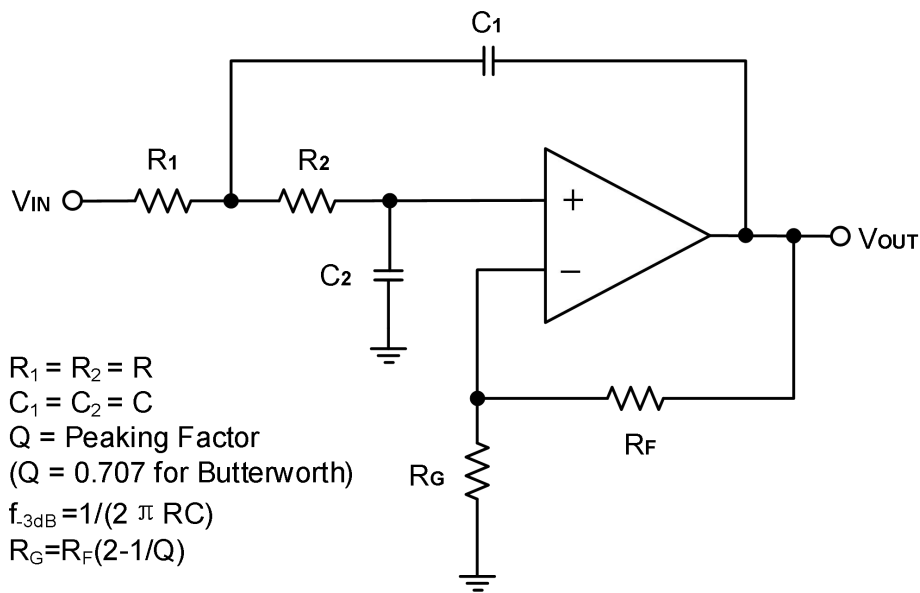 C1
R1
R2
VIN
+
VOUT
C2
−
R1 = R2 = R
C1 = C2 = C
Q = Peaking Factor
(Q = 0.707 for Butterworth)
f-3dB =1/(2 π RC)
RG=RF(2-1/Q)
RF
RG